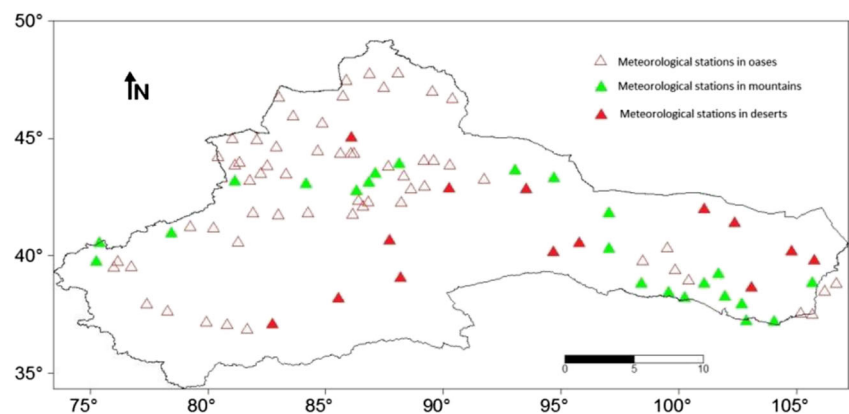 50°
N
Meteorological stations in oases
Meteorological stations in mountains
Meteorological stations in deserts
45°
40°
35°
0 5 10
75° 80° 85° 90° 95° 100° 105°